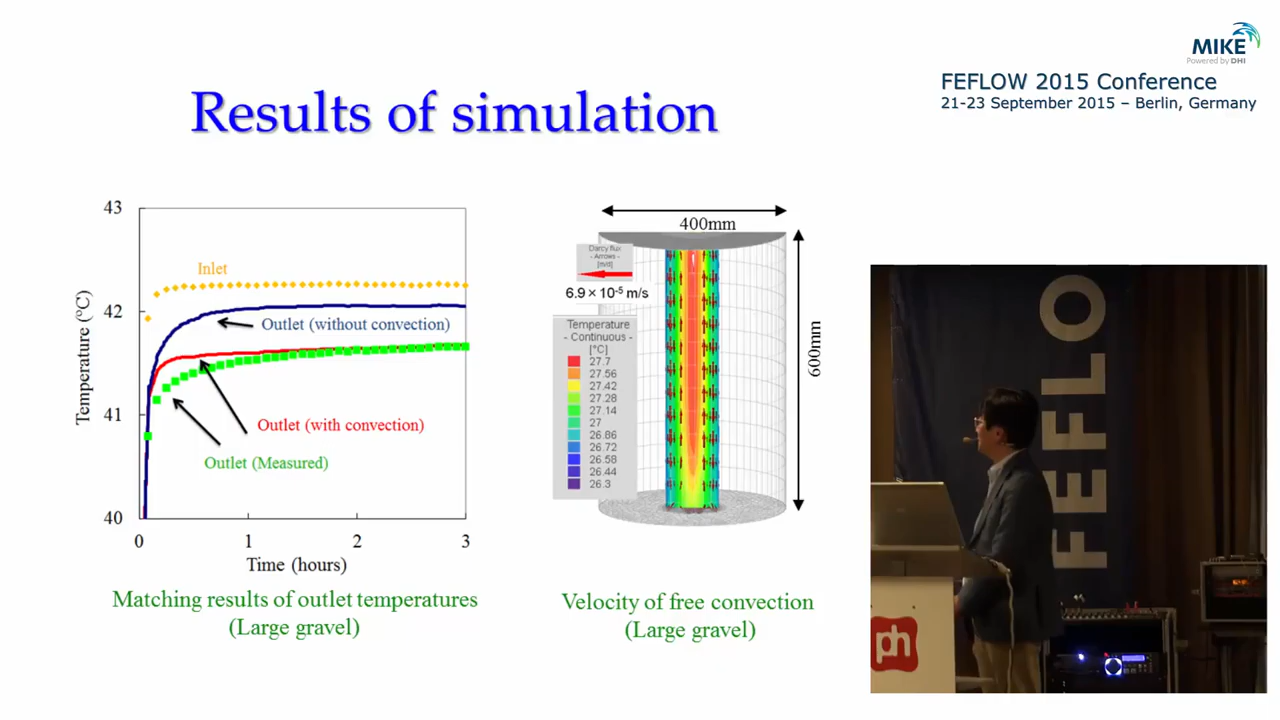 MIKE
Powered by DHI
FEFLOW 2015 Conference
21-23 September 2015 – Berlin, Germany
Results of simulation
43
42
41
40
Temperature (°C)
Inlet
Outlet (without convection)
Outlet (with convection)
Outlet (Measured)
0
1
2
3
Time (hours)
Matching results of outlet temperatures
(Large gravel)
400mm
600mm
Darcy flux
- Arrows -
[m/d]
6.9 × 10⁻⁵ m/s
Temperature
- Continuous -
[°C]
27.7
27.56
27.42
27.28
27.14
27
26.86
26.72
26.58
26.44
26.3
Velocity of free convection
(Large gravel)
FEFLO
ph